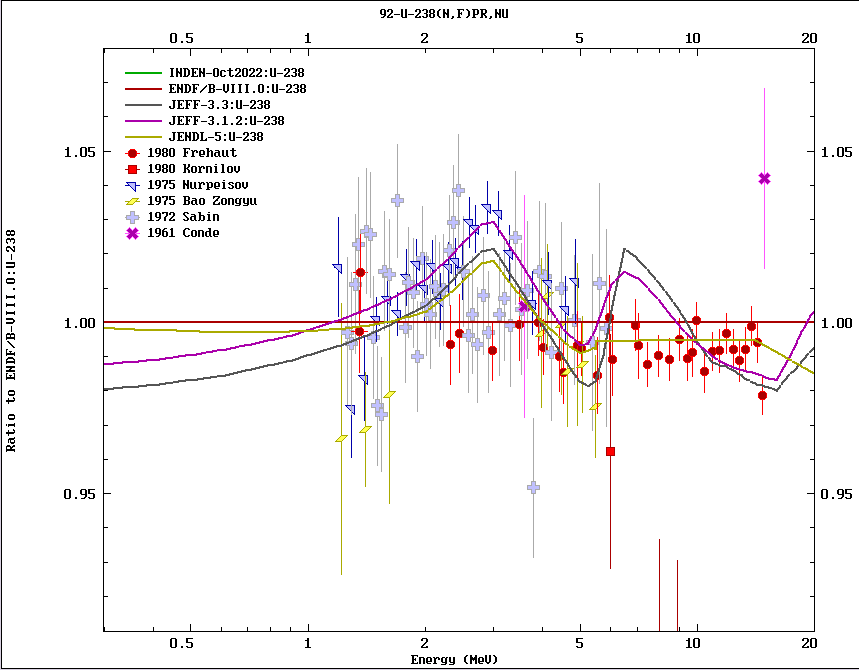 92-U-238(N,F)PR,NU
0.5 1 2 5 10 20
INDEN-Oct2022:U-238
ENDF/B-VIII.0:U-238
JEFF-3.3:U-238
JEFF-3.1.2:U-238
JENDL-5:U-238
1980 Frehaut
1980 Kornilov
1975 Nurpeisov
1975 Bao Zongyu
1972 Sabin
1961 Conde
1.05 1.05
1.00 1.00
0.95 0.95
Ratio to ENDF/B-VIII.0:U-238
0.5 1 2 5 10 20
Energy (MeV)